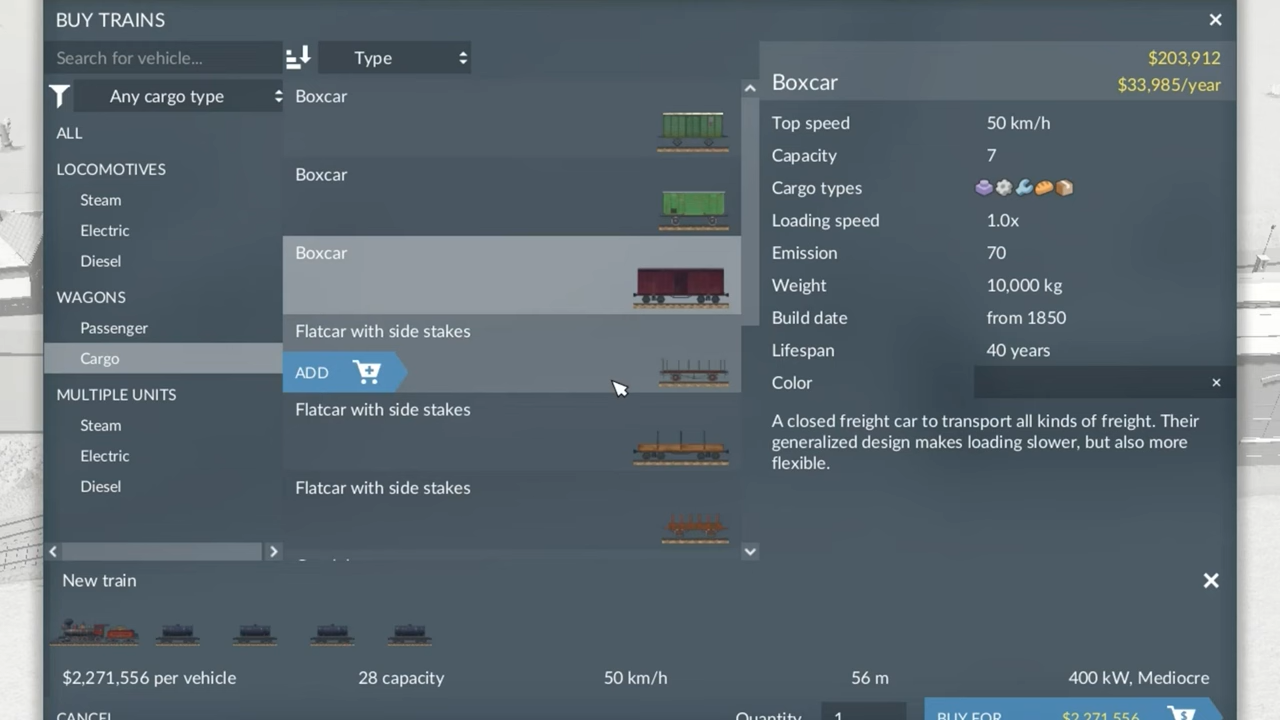 BUY TRAINS
Search for vehicle...
Type
Any cargo type
ALL
LOCOMOTIVES
Steam
Electric
Diesel
WAGONS
Passenger
Cargo
MULTIPLE UNITS
Steam
Electric
Diesel
Boxcar
Boxcar
Boxcar
Flatcar with side stakes
ADD
Flatcar with side stakes
Flatcar with side stakes
$203,912
Boxcar
$33,985/year
Top speed 50 km/h
Capacity 7
Cargo types
Loading speed 1.0x
Emission 70
Weight 10,000 kg
Build date from 1850
Lifespan 40 years
Color
A closed freight car to transport all kinds of freight. Their
generalized design makes loading slower, but also more
flexible.
New train
$2,271,556 per vehicle 28 capacity 50 km/h 56 m 400 kW, Mediocre
CANCEL Quantity 1 BUY FOR $2,271,556